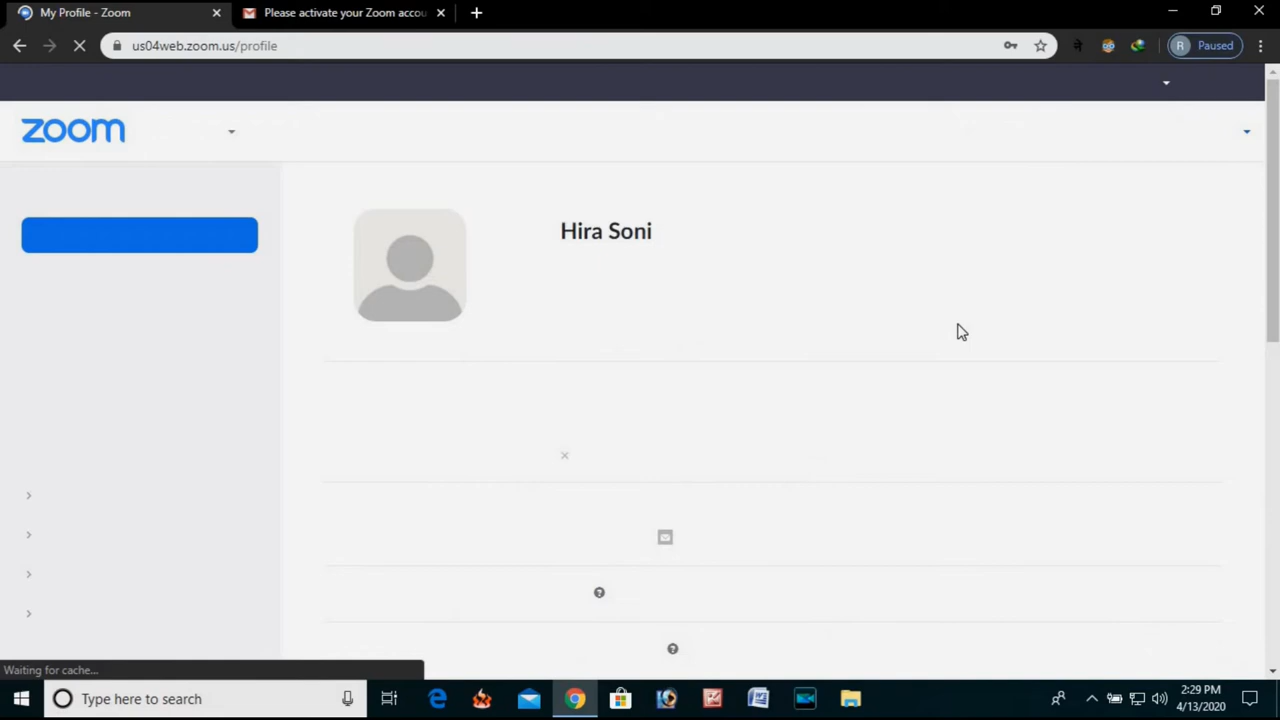 My Profile - Zoom
Please activate your Zoom accou
us04web.zoom.us/profile
R Paused
zoom
Hira Soni
Waiting for cache...
Type here to search
2:29 PM
4/13/2020